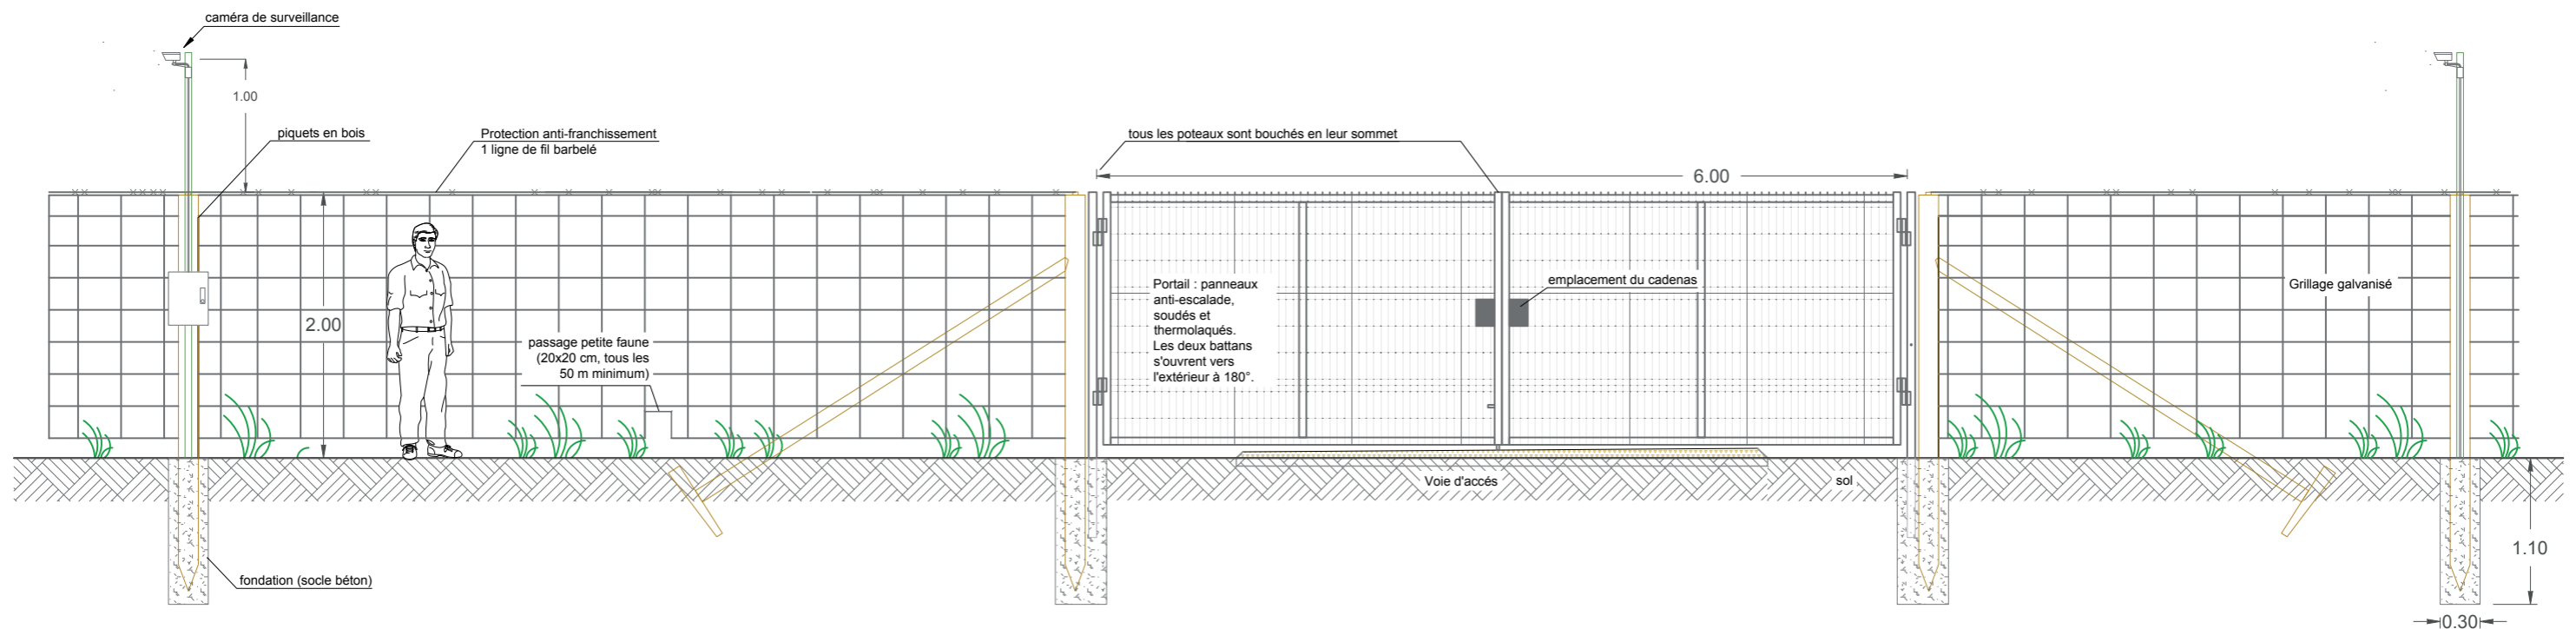 caméra de surveillance
1.00
piquets en bois
Protection anti-franchissement
1 ligne de fil barbelé
tous les poteaux sont bouchés en leur sommet
6.00
2.00
passage petite faune
(20x20 cm, tous les
50 m minimum)
Portail : panneaux
anti-escalade,
soudés et
thermolaqués.
Les deux battans
s'ouvrent vers
l'extérieur à 180°.
emplacement du cadenas
Grillage galvanisé
Voie d'accés
sol
fondation (socle béton)
1.10
0.30